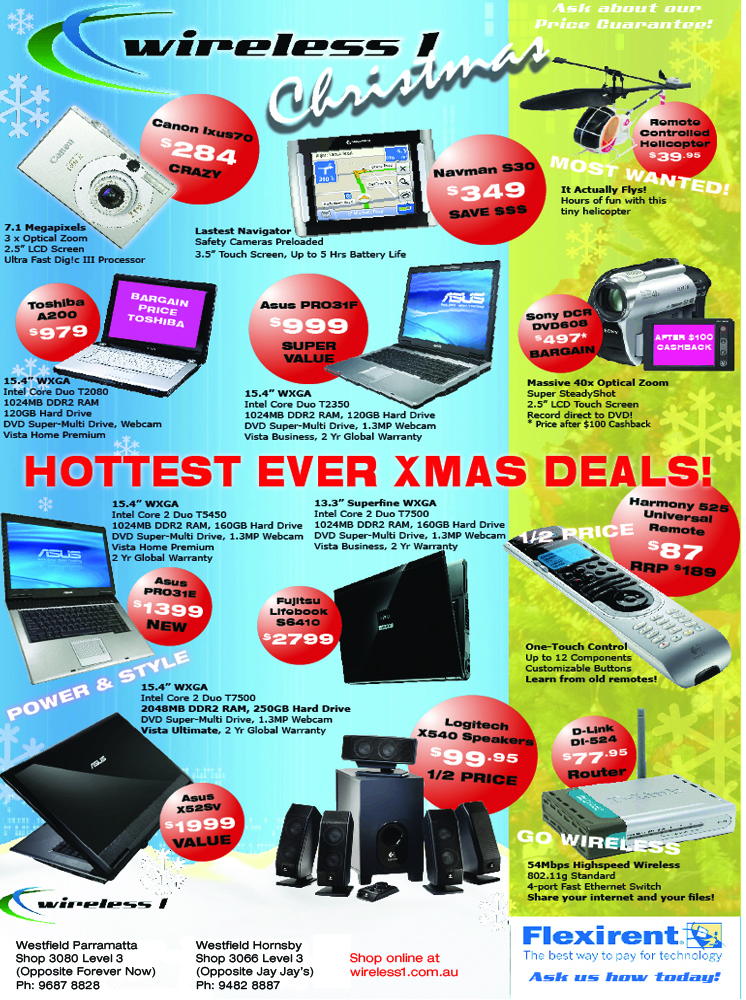 Ask about our
Price Guarantee!
wireless 1
Christmas
Canon Ixus70
$284
CRAZY
Canon
7.1 Megapixels
3 x Optical Zoom
2.5" LCD Screen
Ultra Fast Dig!c III Processor
Navman S30
$349
SAVE $$$
Lastest Navigator
Safety Cameras Preloaded
3.5" Touch Screen, Up to 5 Hrs Battery Life
Remote
Controlled
Helicopter
$39.95
MOST WANTED!
It Actually Flys!
Hours of fun with this
tiny helicopter
Toshiba
A200
$979
BARGAIN
PRICE
TOSHIBA
15.4" WXGA
Intel Core Duo T2080
1024MB DDR2 RAM
120GB Hard Drive
DVD Super-Multi Drive, Webcam
Vista Home Premium
Asus PRO31F
$999
SUPER
VALUE
ASUS
15.4" WXGA
Intel Core Duo T2350
1024MB DDR2 RAM, 120GB Hard Drive
DVD Super-Multi Drive, 1.3MP Webcam
Vista Business, 2 Yr Global Warranty
Sony DCR
DVD608
$497*
BARGAIN
SONY
AFTER $100
CASHBACK
Massive 40x Optical Zoom
Super SteadyShot
2.5" LCD Touch Screen
Record direct to DVD!
* Price after $100 Cashback
HOTTEST EVER XMAS DEALS!
15.4" WXGA
Intel Core 2 Duo T5450
1024MB DDR2 RAM, 160GB Hard Drive
DVD Super-Multi Drive, 1.3MP Webcam
Vista Home Premium
2 Yr Global Warranty
ASUS
Asus
PRO31E
$1399
NEW
13.3" Superfine WXGA
Intel Core 2 Duo T7500
1024MB DDR2 RAM, 160GB Hard Drive
DVD Super-Multi Drive, 1.3MP Webcam
Vista Business, 2 Yr Warranty
Fujitsu
Lifebook
S6410
$2799
1/2 PRICE
Harmony 525
Universal
Remote
$87
RRP $189
One-Touch Control
Up to 12 Components
Customizable Buttons
Learn from old remotes!
POWER & STYLE
15.4" WXGA
Intel Core 2 Duo T7500
2048MB DDR2 RAM, 250GB Hard Drive
DVD Super-Multi Drive, 1.3MP Webcam
Vista Ultimate, 2 Yr Global Warranty
ASUS
Asus
X52SV
$1999
VALUE
Logitech
X540 Speakers
$99.95
1/2 PRICE
D-Link
DI-524
$77.95
Router
GO WIRELESS
54Mbps Highspeed Wireless
802.11g Standard
4-port Fast Ethernet Switch
Share your internet and your files!
wireless 1
Westfield Parramatta
Shop 3080 Level 3
(Opposite Forever Now)
Ph: 9687 8828
Westfield Hornsby
Shop 3066 Level 3
(Opposite Jay Jay's)
Ph: 9482 8887
Shop online at
wireless1.com.au
Flexirent
The best way to pay for technology
Ask us how today!